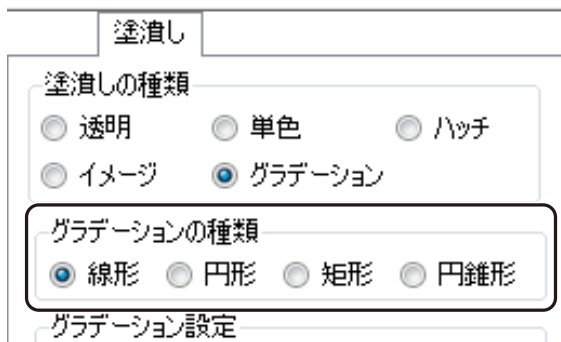 塗潰し
塗潰しの種類
透明 単色 ハッチ
イメージ グラデーション
グラデーションの種類
線形 円形 矩形 円錐形
グラデーション設定